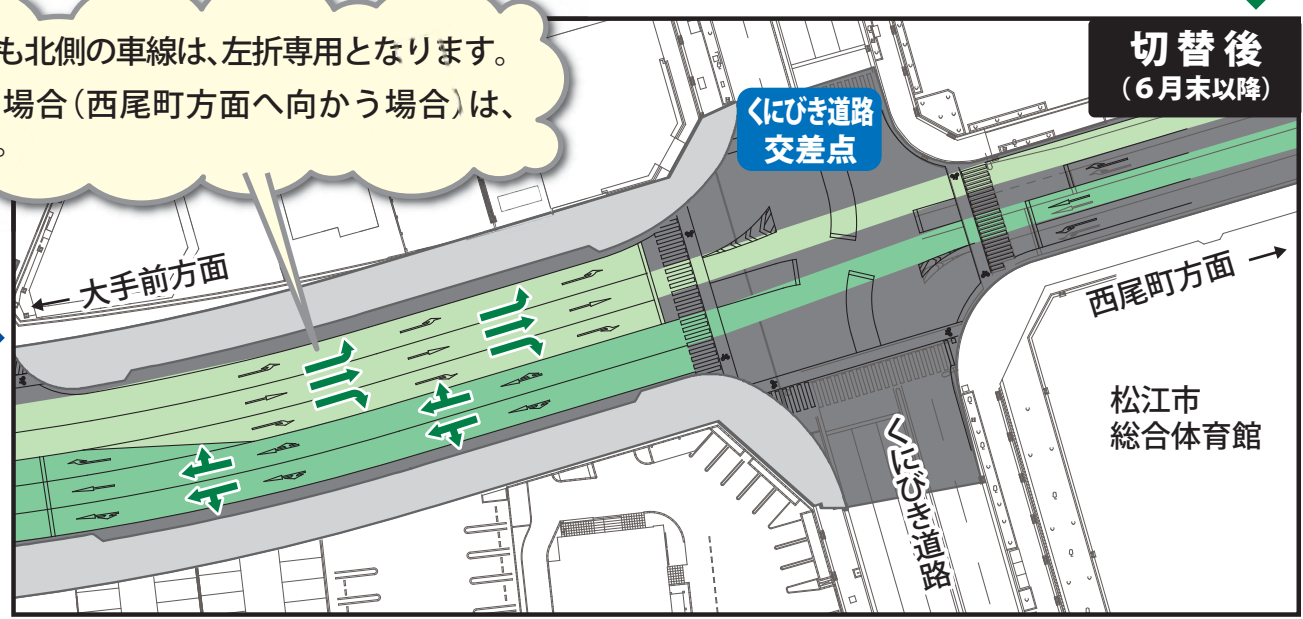 も北側の車線は、左折専用となります。
場合（西尾町方面へ向かう場合）は、
。
切替後
（6月末以降）
くにびき道路
交差点
大手前方面
西尾町方面
松江市
総合体育館
くにびき道路